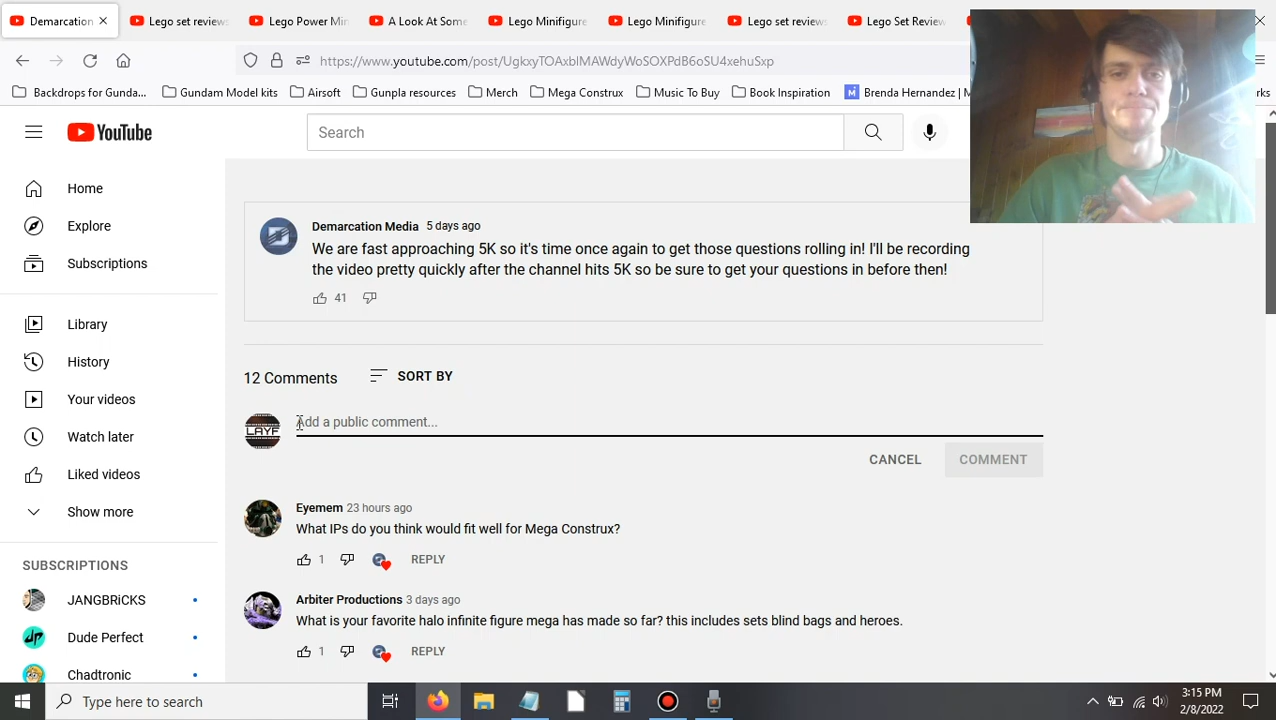 Demarcation
Lego set reviews
Lego Power Min
A Look At Some
Lego Minifigure
Lego Minifigure
Lego set reviews
Lego Set Review
https://www.youtube.com/post/UgkxyTOAxblMAWdyWoSOXPdB6oSU4xehuSxp
Backdrops for Gunda...
Gundam Model kits
Airsoft
Gunpla resources
Merch
Mega Construx
Music To Buy
Book Inspiration
Brenda Hernandez |
YouTube
Search
Home
Explore
Subscriptions
Library
History
Your videos
Watch later
Liked videos
Show more
SUBSCRIPTIONS
JANGBRiCKS
Dude Perfect
Chadtronic
Demarcation Media 5 days ago
We are fast approaching 5K so it's time once again to get those questions rolling in! I'll be recording
the video pretty quickly after the channel hits 5K so be sure to get your questions in before then!
41
12 Comments
SORT BY
LAYF
Add a public comment...
CANCEL
COMMENT
Eyemem 23 hours ago
What IPs do you think would fit well for Mega Construx?
1
REPLY
Arbiter Productions 3 days ago
What is your favorite halo infinite figure mega has made so far? this includes sets blind bags and heroes.
1
REPLY
Type here to search
3:15 PM
2/8/2022